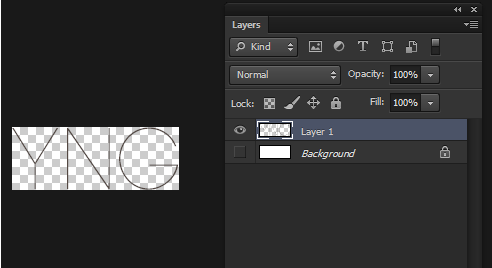 Layers
Kind
Normal
Opacity: 100%
Lock:
Fill: 100%
YNG
Layer 1
Background